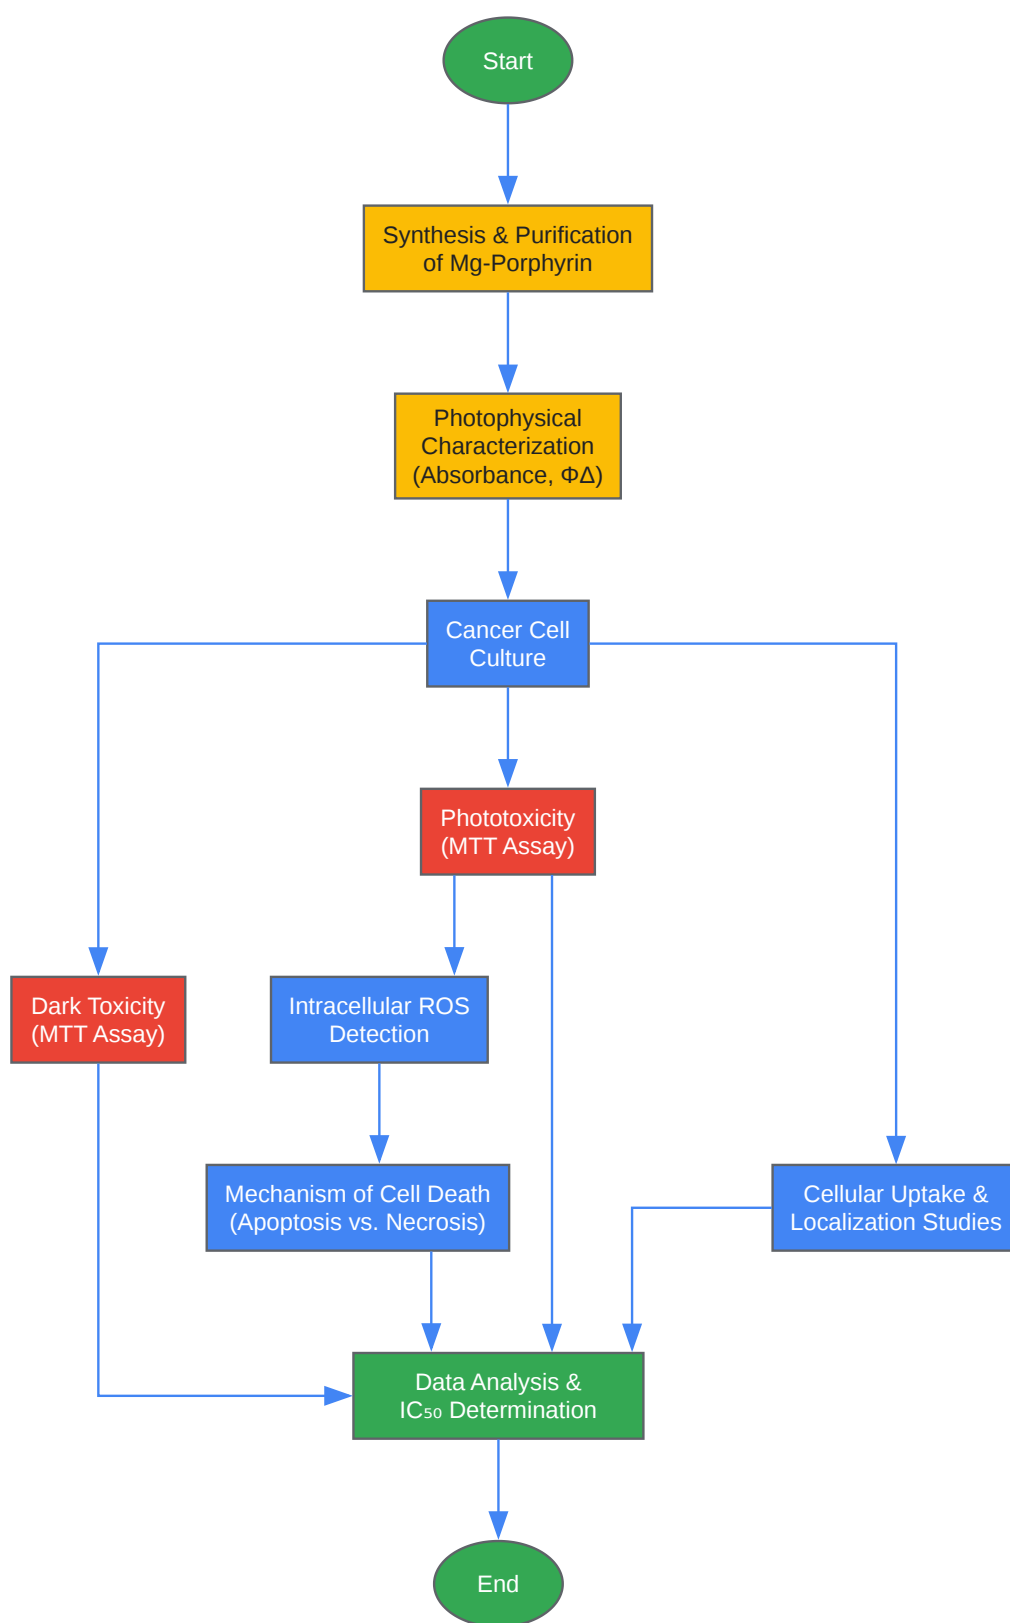 Start
Synthesis & Purification
of Mg-Porphyrin
Photophysical
Characterization
(Absorbance, ΦΔ)
Cancer Cell
Culture
Phototoxicity
(MTT Assay)
Dark Toxicity
(MTT Assay)
Intracellular ROS
Detection
Mechanism of Cell Death
(Apoptosis vs. Necrosis)
Cellular Uptake &
Localization Studies
Data Analysis &
IC₅₀ Determination
End